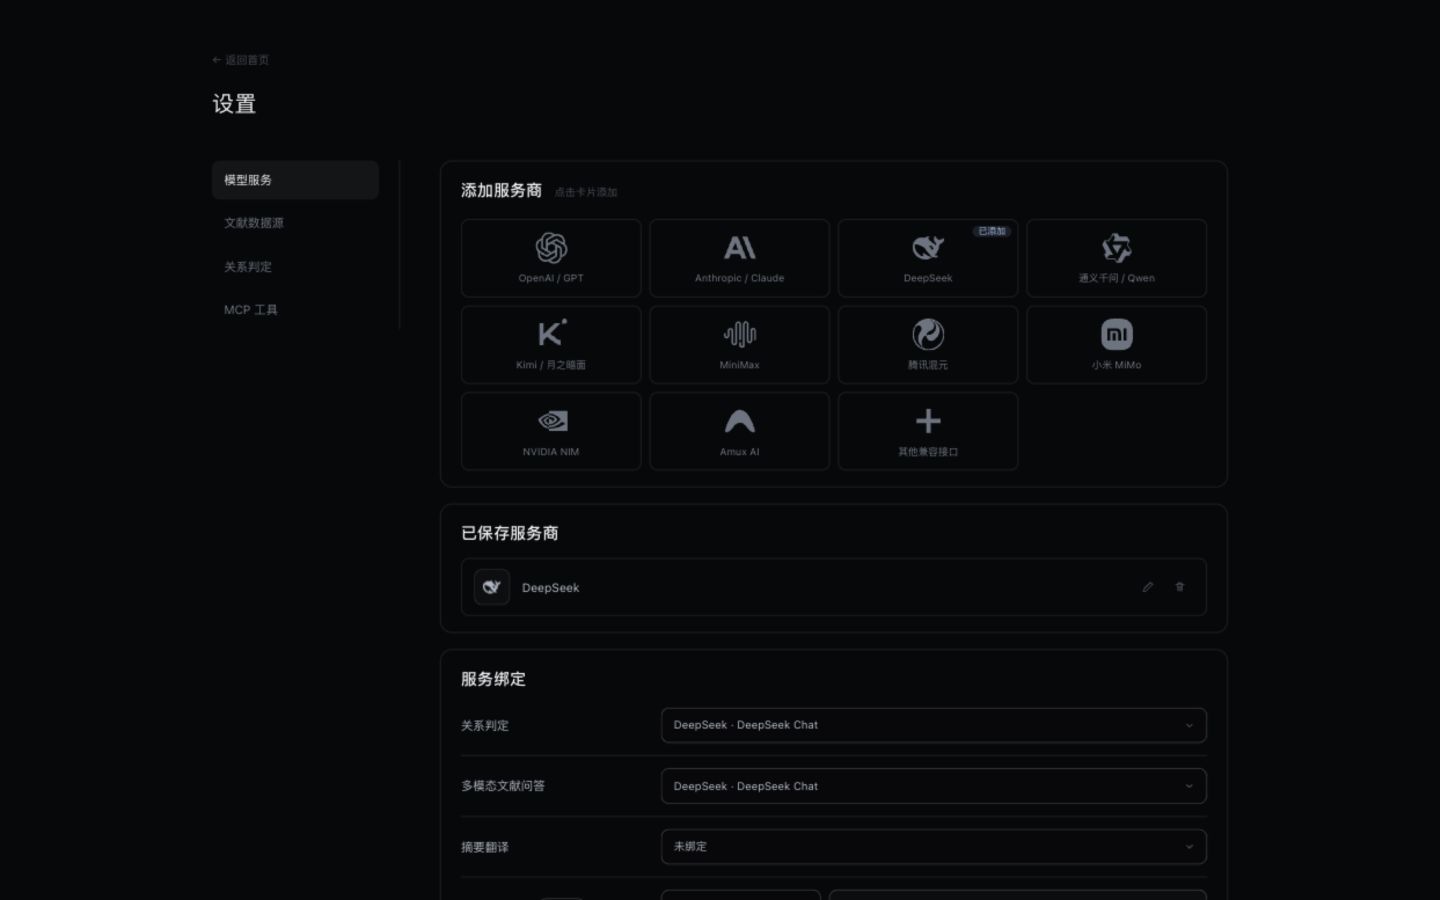 ← 返回首页
设置
模型服务
文献数据源
关系判定
MCP 工具
添加服务商 点击卡片添加
OpenAI / GPT
Anthropic / Claude
已添加
DeepSeek
通义千问 / Qwen
Kimi / 月之暗面
MiniMax
腾讯混元
小米 MiMo
NVIDIA NIM
Amux AI
其他兼容接口
已保存服务商
DeepSeek
服务绑定
关系判定
DeepSeek · DeepSeek Chat
多模态文献问答
DeepSeek · DeepSeek Chat
摘要翻译
未绑定